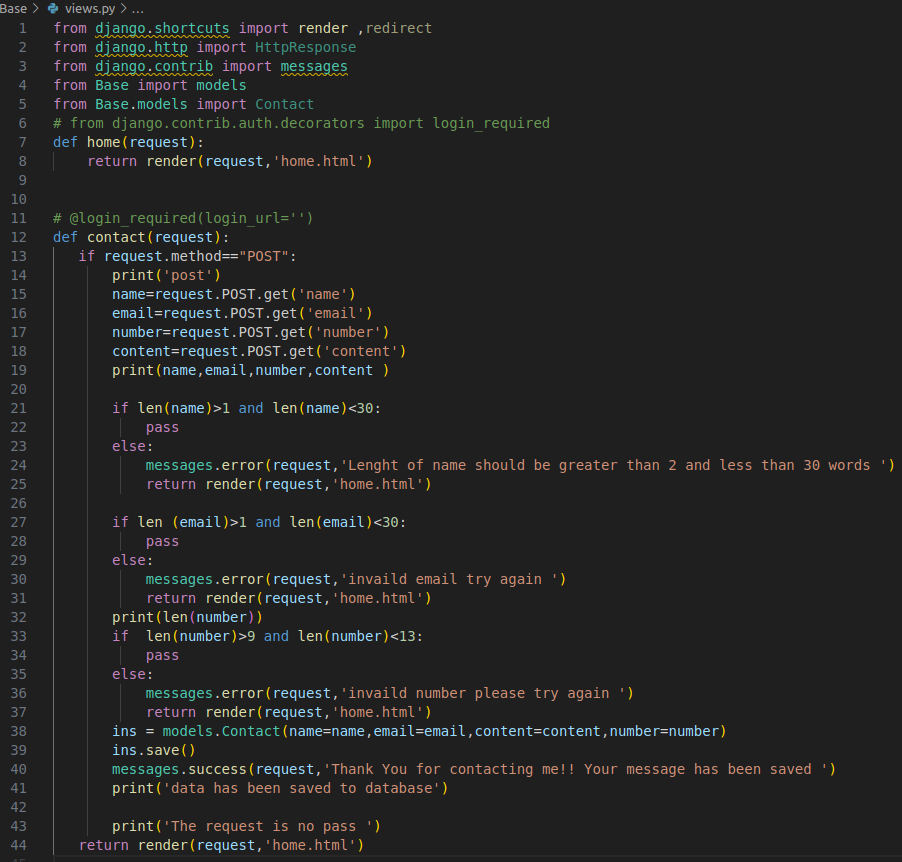 Base > views.py > ...
1 from django.shortcuts import render ,redirect
2 from django.http import HttpResponse
3 from django.contrib import messages
4 from Base import models
5 from Base.models import Contact
6 # from django.contrib.auth.decorators import login_required
7 def home(request):
8     return render(request,'home.html')
9
10
11 # @login_required(login_url='')
12 def contact(request):
13    if request.method=="POST":
14        print('post')
15        name=request.POST.get('name')
16        email=request.POST.get('email')
17        number=request.POST.get('number')
18        content=request.POST.get('content')
19        print(name,email,number,content )
20
21        if len(name)>1 and len(name)<30:
22            pass
23        else:
24            messages.error(request,'Lenght of name should be greater than 2 and less than 30 words ')
25            return render(request,'home.html')
26
27        if len (email)>1 and len(email)<30:
28            pass
29        else:
30            messages.error(request,'invaild email try again ')
31            return render(request,'home.html')
32        print(len(number))
33        if  len(number)>9 and len(number)<13:
34            pass
35        else:
36            messages.error(request,'invaild number please try again ')
37            return render(request,'home.html')
38        ins = models.Contact(name=name,email=email,content=content,number=number)
39        ins.save()
40        messages.success(request,'Thank You for contacting me!! Your message has been saved ')
41        print('data has been saved to database')
42
43        print('The request is no pass ')
44    return render(request,'home.html')